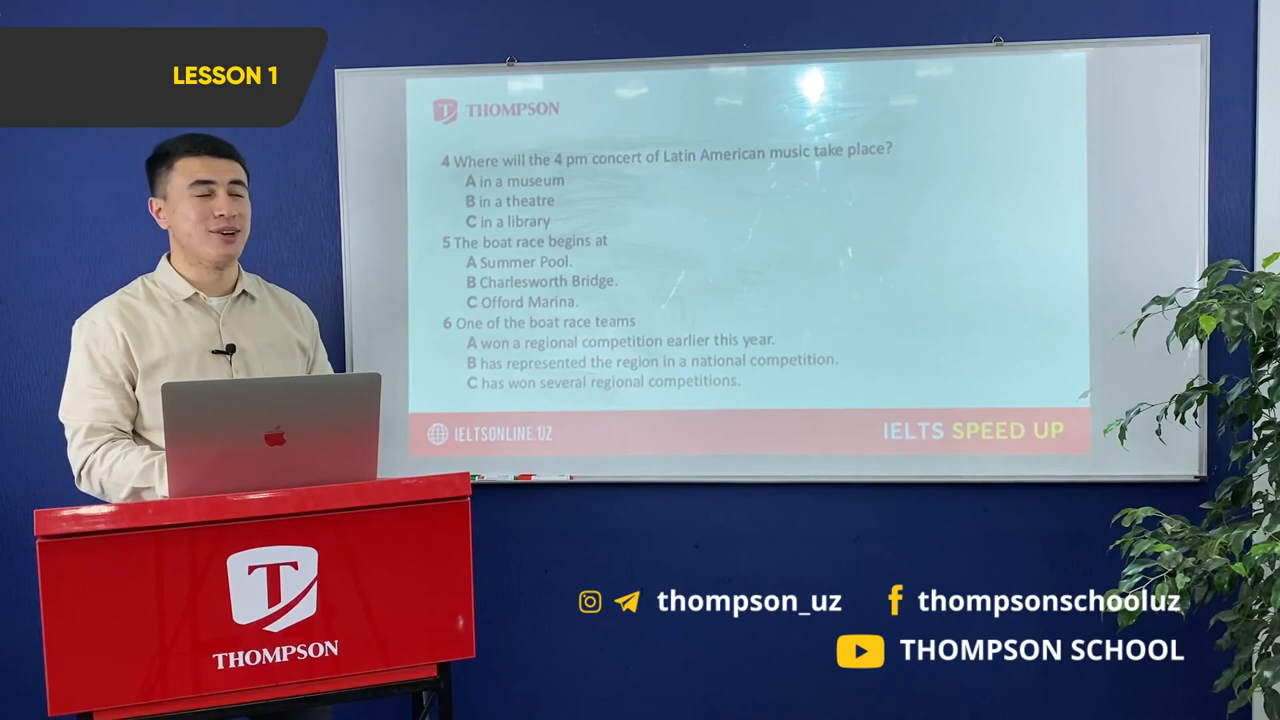 LESSON 1
THOMPSON
4 Where will the 4 pm concert of Latin American music take place?
A in a museum
B in a theatre
C in a library
5 The boat race begins at
A Summer Pool.
B Charlesworth Bridge.
C Offord Marina.
6 One of the boat race teams
A won a regional competition earlier this year.
B has represented the region in a national competition.
C has won several regional competitions.
IELTSONLINE.UZ
IELTS SPEED UP
T
THOMPSON
thompson_uz
thompsonschooluz
THOMPSON SCHOOL